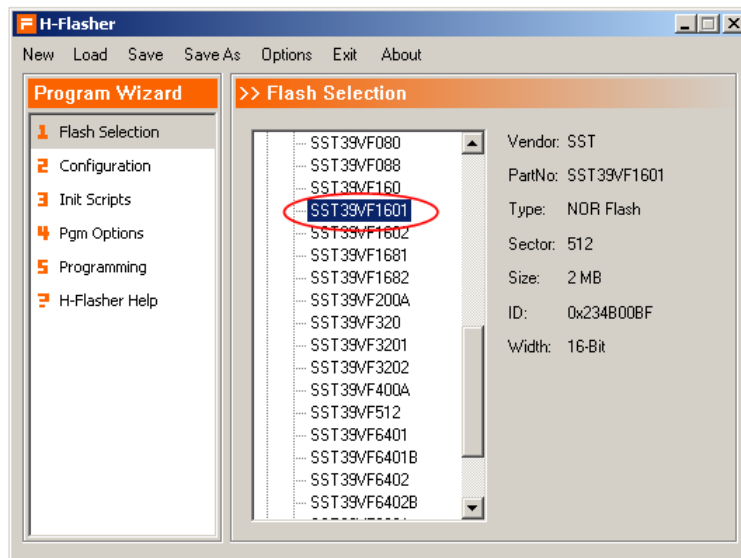 H-Flasher
New Load Save Save As Options Exit About
Program Wizard
1 Flash Selection
2 Configuration
3 Init Scripts
4 Pgm Options
5 Programming
? H-Flasher Help
>> Flash Selection
SST39VF080
SST39VF088
SST39VF160
SST39VF1601
SST39VF1602
SST39VF1681
SST39VF1682
SST39VF200A
SST39VF320
SST39VF3201
SST39VF3202
SST39VF400A
SST39VF512
SST39VF6401
SST39VF6401B
SST39VF6402
SST39VF6402B
Vendor: SST
PartNo: SST39VF1601
Type: NOR Flash
Sector: 512
Size: 2 MB
ID: 0x234B00BF
Width: 16-Bit